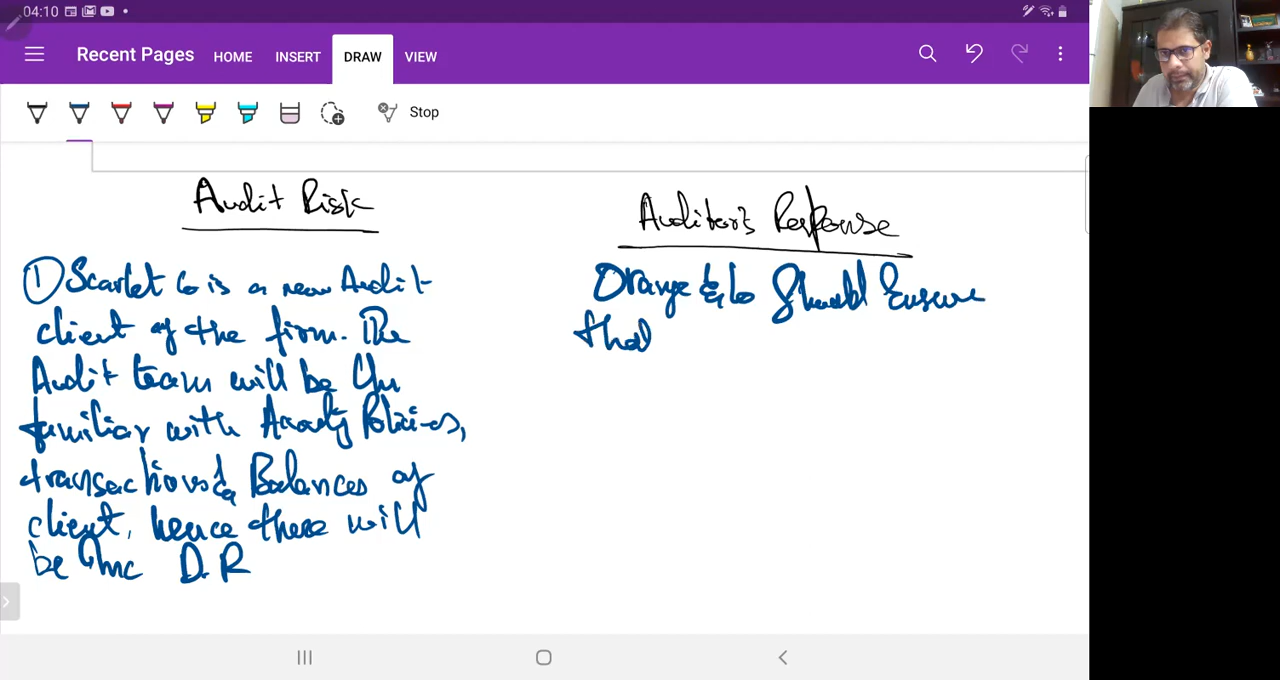 04:10
Recent Pages HOME INSERT DRAW VIEW
Stop
Audit Risk
① Scarlet Co is a new Audit
client of the firm. The
Audit team will be Un
familiar with Policies,
transactions & Balances of
client, hence there will
be Inc D.R
Auditor's Response
Orange & Co Should Ensure
that